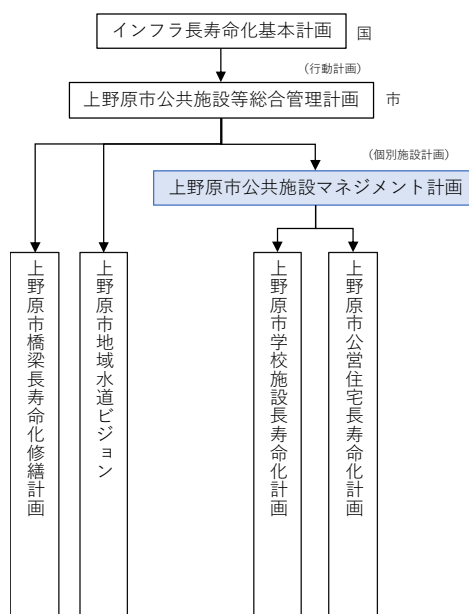 インフラ長寿命化基本計画
国
(行動計画)
上野原市公共施設等総合管理計画
市
(個別施設計画)
上野原市公共施設マネジメント計画
上野原市橋梁長寿命化修繕計画
上野原市地域水道ビジョン
上野原市学校施設長寿命化計画
上野原市公営住宅長寿命化計画